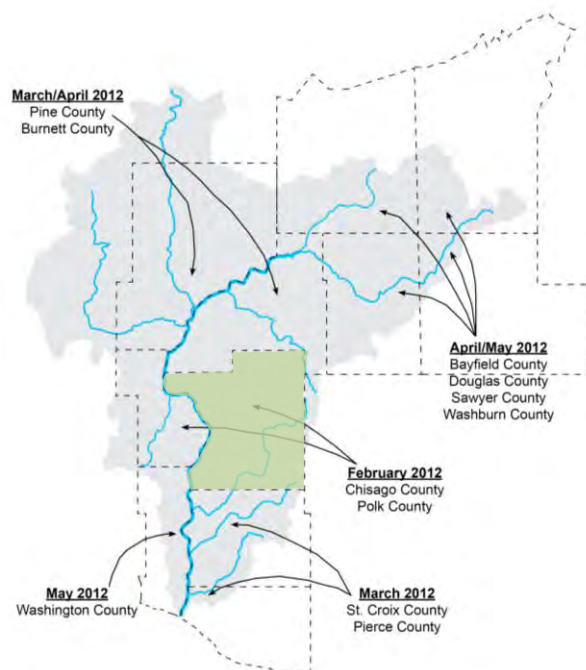 March/April 2012
Pine County
Burnett County
April/May 2012
Bayfield County
Douglas County
Sawyer County
Washburn County
February 2012
Chisago County
Polk County
May 2012
Washington County
March 2012
St. Croix County
Pierce County